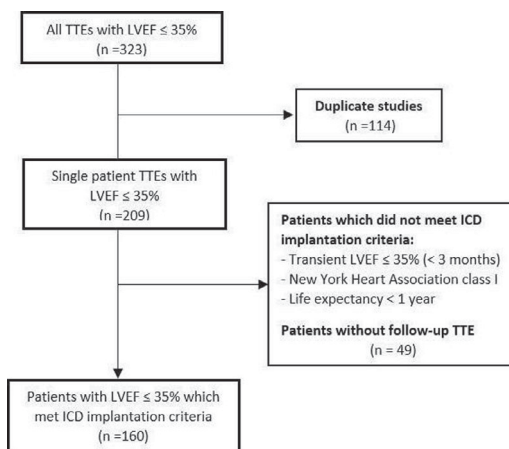 All TTEs with LVEF ≤ 35%
(n =323)
Duplicate studies
(n =114)
Single patient TTEs with
LVEF ≤ 35%
(n =209)
Patients which did not meet ICD
implantation criteria:
- Transient LVEF ≤ 35% (< 3 months)
- New York Heart Association class I
- Life expectancy < 1 year
Patients without follow-up TTE
(n = 49)
Patients with LVEF ≤ 35% which
met ICD implantation criteria
(n =160)